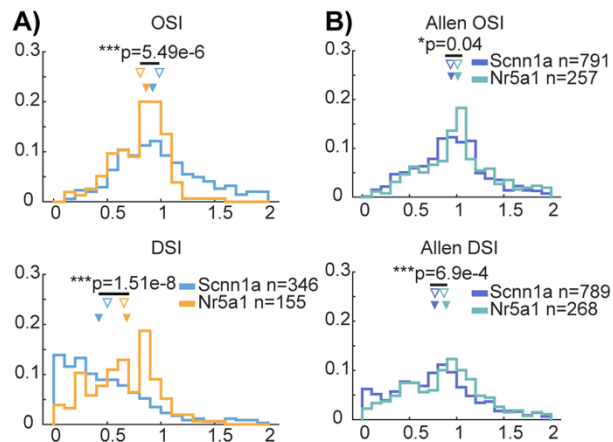 A)
OSI
***p=5.49e-6
0.3
0.2
0.1
0
0 0.5 1 1.5 2
DSI
***p=1.51e-8
Scnn1a n=346
Nr5a1 n=155
0.3
0.2
0.1
0
0 0.5 1 1.5 2
B)
Allen OSI
*p=0.04
Scnn1a n=791
Nr5a1 n=257
0.3
0.2
0.1
0
0 0.5 1 1.5 2
Allen DSI
***p=6.9e-4
Scnn1a n=789
Nr5a1 n=268
0.3
0.2
0.1
0
0 0.5 1 1.5 2